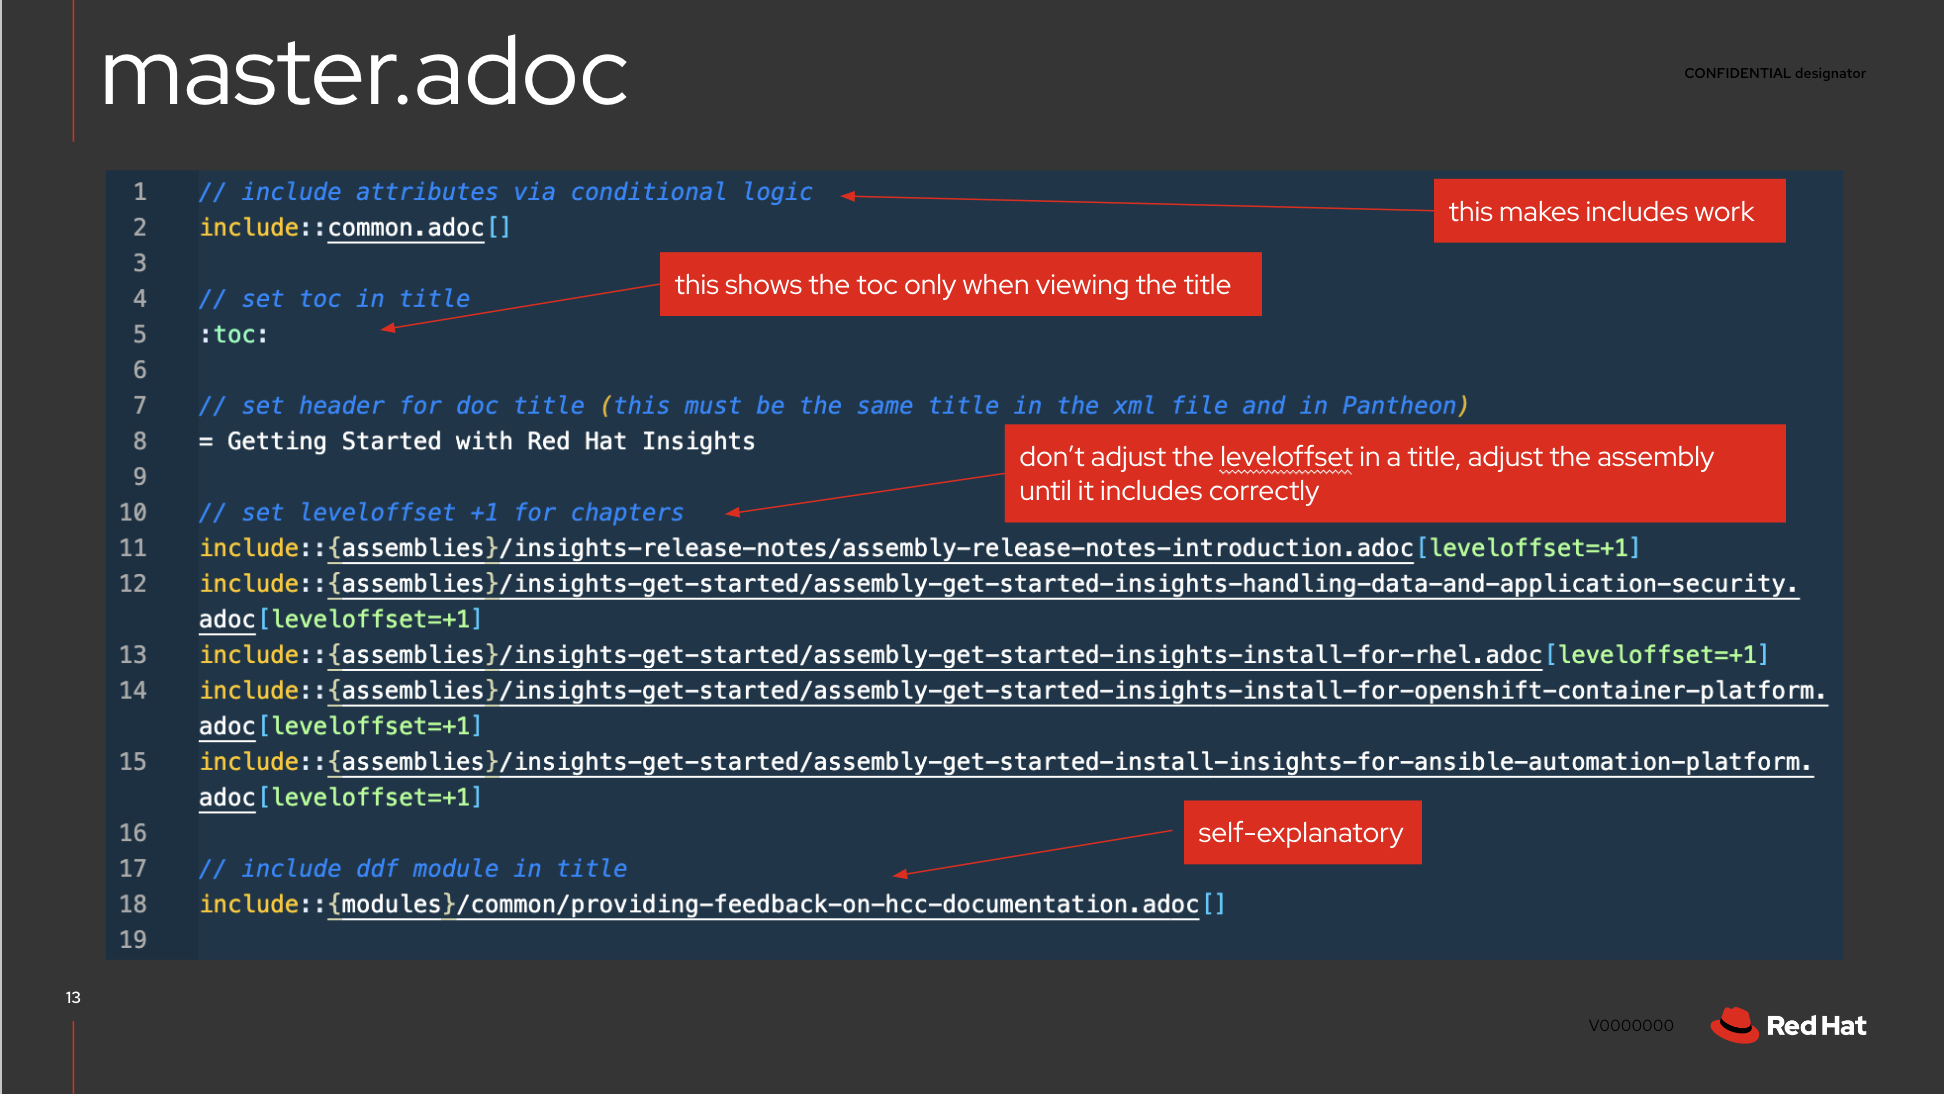 master.adoc
CONFIDENTIAL designator
1 // include attributes via conditional logic
this makes includes work
2 include::common.adoc[]
3
this shows the toc only when viewing the title
4 // set toc in title
5 :toc:
6
7 // set header for doc title (this must be the same title in the xml file and in Pantheon)
8 = Getting Started with Red Hat Insights
don't adjust the leveloffset in a title, adjust the assembly
until it includes correctly
9
10 // set leveloffset +1 for chapters
11 include::{assemblies}/insights-release-notes/assembly-release-notes-introduction.adoc[leveloffset=+1]
12 include::{assemblies}/insights-get-started/assembly-get-started-insights-handling-data-and-application-security.
adoc[leveloffset=+1]
13 include::{assemblies}/insights-get-started/assembly-get-started-insights-install-for-rhel.adoc[leveloffset=+1]
14 include::{assemblies}/insights-get-started/assembly-get-started-insights-install-for-openshift-container-platform.
adoc[leveloffset=+1]
15 include::{assemblies}/insights-get-started/assembly-get-started-install-insights-for-ansible-automation-platform.
adoc[leveloffset=+1]
16
self-explanatory
17 // include ddf module in title
18 include::{modules}/common/providing-feedback-on-hcc-documentation.adoc[]
19
13
V0000000
Red Hat